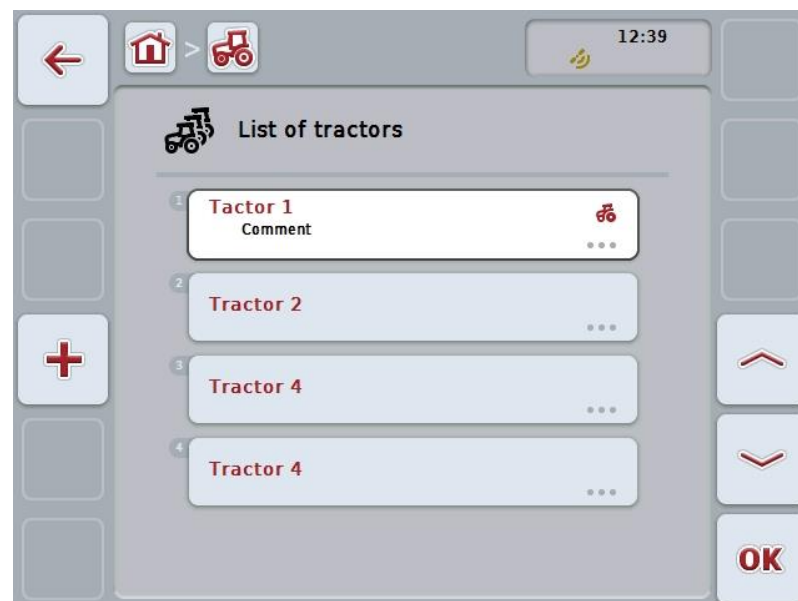 12:39
List of tractors
1
Tactor 1
Comment
2
Tractor 2
3
Tractor 4
4
Tractor 4
OK